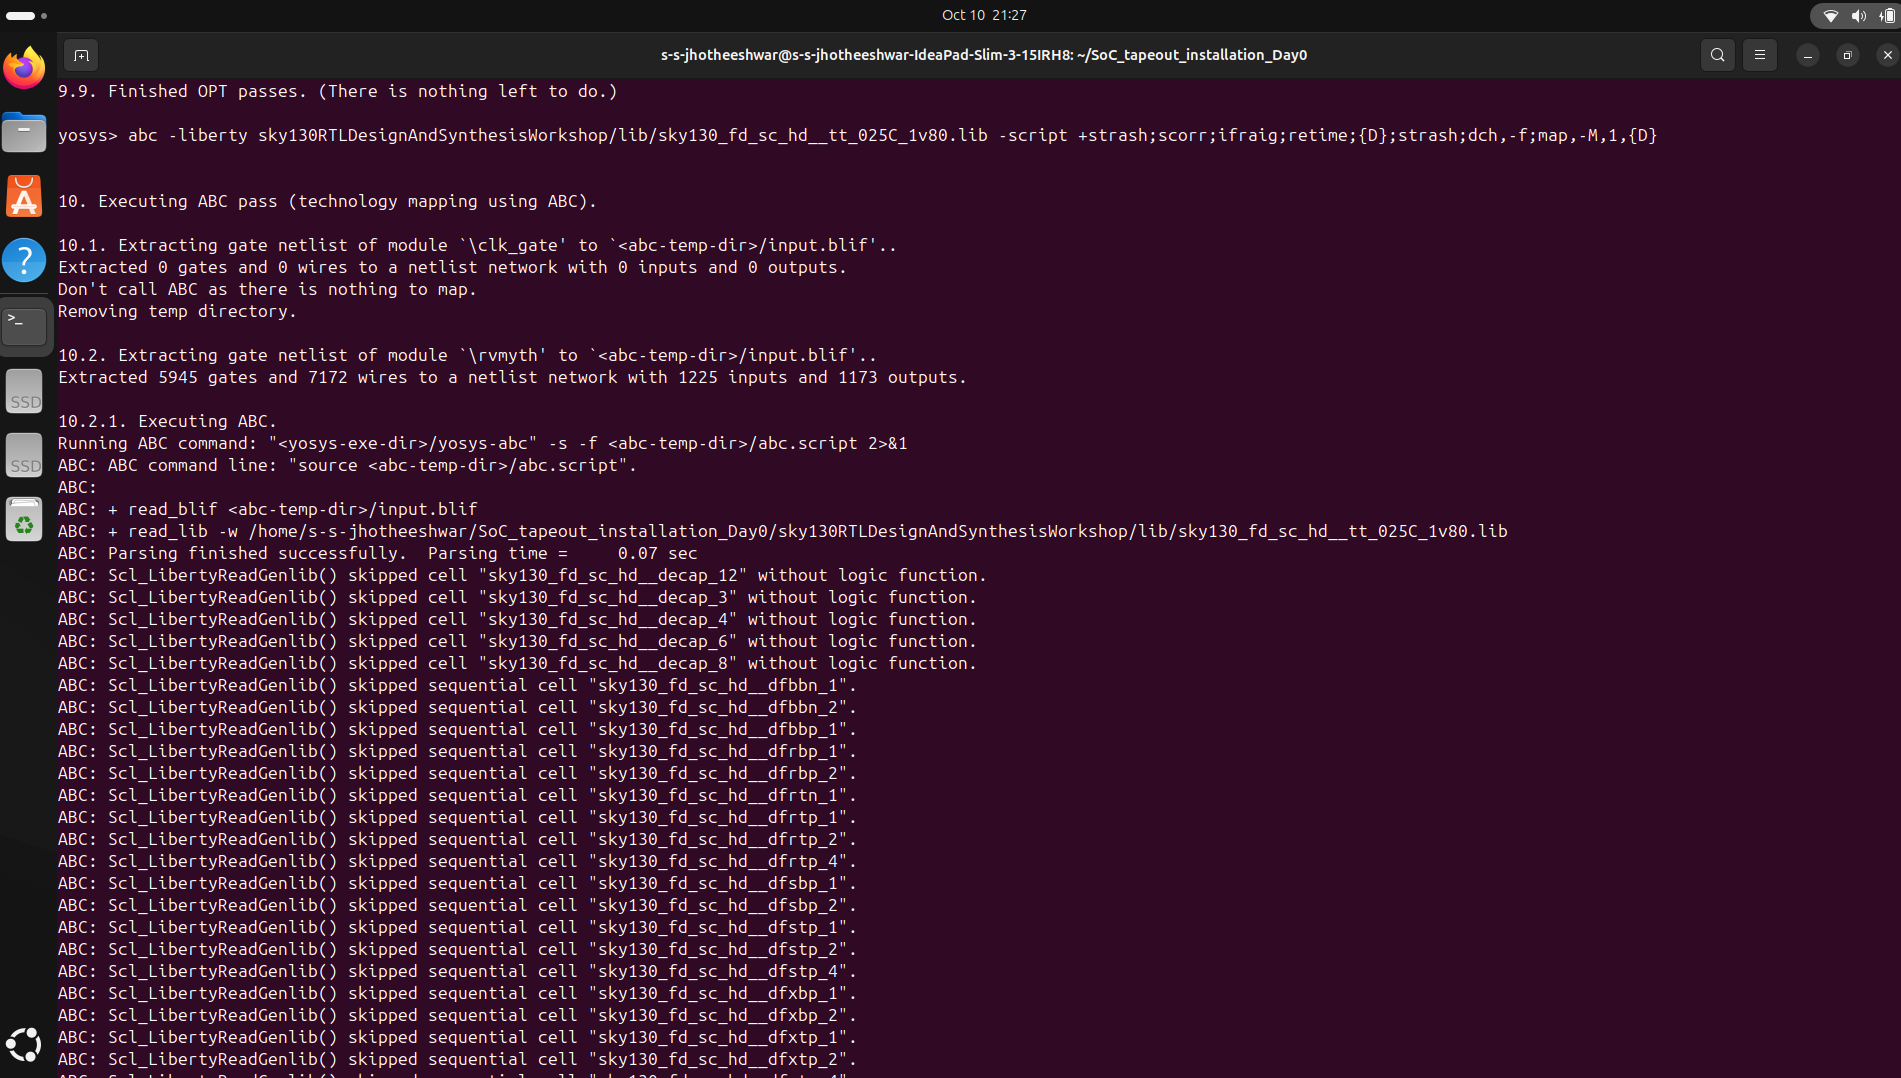 Oct 10 21:27
s-s-jhotheeshwar@s-s-jhotheeshwar-IdeaPad-Slim-3-15IRH8: ~/SoC_tapeout_installation_Day0
9.9. Finished OPT passes. (There is nothing left to do.)
yosys> abc -liberty sky130RTLDesignAndSynthesisWorkshop/lib/sky130_fd_sc_hd__tt_025C_1v80.lib -script +strash;scorr;ifraig;retime;{D};strash;dch,-f;map,-M,1,{D}
10. Executing ABC pass (technology mapping using ABC).
10.1. Extracting gate netlist of module `\clk_gate' to `<abc-temp-dir>/input.blif'..
Extracted 0 gates and 0 wires to a netlist network with 0 inputs and 0 outputs.
Don't call ABC as there is nothing to map.
Removing temp directory.
10.2. Extracting gate netlist of module `\rvmyth' to `<abc-temp-dir>/input.blif'..
Extracted 5945 gates and 7172 wires to a netlist network with 1225 inputs and 1173 outputs.
10.2.1. Executing ABC.
Running ABC command: "<yosys-exe-dir>/yosys-abc" -s -f <abc-temp-dir>/abc.script 2>&1
ABC: ABC command line: "source <abc-temp-dir>/abc.script".
ABC:
ABC: + read_blif <abc-temp-dir>/input.blif
ABC: + read_lib -w /home/s-s-jhotheeshwar/SoC_tapeout_installation_Day0/sky130RTLDesignAndSynthesisWorkshop/lib/sky130_fd_sc_hd__tt_025C_1v80.lib
ABC: Parsing finished successfully.  Parsing time =     0.07 sec
ABC: Scl_LibertyReadGenlib() skipped cell "sky130_fd_sc_hd__decap_12" without logic function.
ABC: Scl_LibertyReadGenlib() skipped cell "sky130_fd_sc_hd__decap_3" without logic function.
ABC: Scl_LibertyReadGenlib() skipped cell "sky130_fd_sc_hd__decap_4" without logic function.
ABC: Scl_LibertyReadGenlib() skipped cell "sky130_fd_sc_hd__decap_6" without logic function.
ABC: Scl_LibertyReadGenlib() skipped cell "sky130_fd_sc_hd__decap_8" without logic function.
ABC: Scl_LibertyReadGenlib() skipped sequential cell "sky130_fd_sc_hd__dfbbn_1".
ABC: Scl_LibertyReadGenlib() skipped sequential cell "sky130_fd_sc_hd__dfbbn_2".
ABC: Scl_LibertyReadGenlib() skipped sequential cell "sky130_fd_sc_hd__dfbbp_1".
ABC: Scl_LibertyReadGenlib() skipped sequential cell "sky130_fd_sc_hd__dfrbp_1".
ABC: Scl_LibertyReadGenlib() skipped sequential cell "sky130_fd_sc_hd__dfrbp_2".
ABC: Scl_LibertyReadGenlib() skipped sequential cell "sky130_fd_sc_hd__dfrtn_1".
ABC: Scl_LibertyReadGenlib() skipped sequential cell "sky130_fd_sc_hd__dfrtp_1".
ABC: Scl_LibertyReadGenlib() skipped sequential cell "sky130_fd_sc_hd__dfrtp_2".
ABC: Scl_LibertyReadGenlib() skipped sequential cell "sky130_fd_sc_hd__dfrtp_4".
ABC: Scl_LibertyReadGenlib() skipped sequential cell "sky130_fd_sc_hd__dfsbp_1".
ABC: Scl_LibertyReadGenlib() skipped sequential cell "sky130_fd_sc_hd__dfsbp_2".
ABC: Scl_LibertyReadGenlib() skipped sequential cell "sky130_fd_sc_hd__dfstp_1".
ABC: Scl_LibertyReadGenlib() skipped sequential cell "sky130_fd_sc_hd__dfstp_2".
ABC: Scl_LibertyReadGenlib() skipped sequential cell "sky130_fd_sc_hd__dfstp_4".
ABC: Scl_LibertyReadGenlib() skipped sequential cell "sky130_fd_sc_hd__dfxbp_1".
ABC: Scl_LibertyReadGenlib() skipped sequential cell "sky130_fd_sc_hd__dfxbp_2".
ABC: Scl_LibertyReadGenlib() skipped sequential cell "sky130_fd_sc_hd__dfxtp_1".
ABC: Scl_LibertyReadGenlib() skipped sequential cell "sky130_fd_sc_hd__dfxtp_2".
SSD
SSD